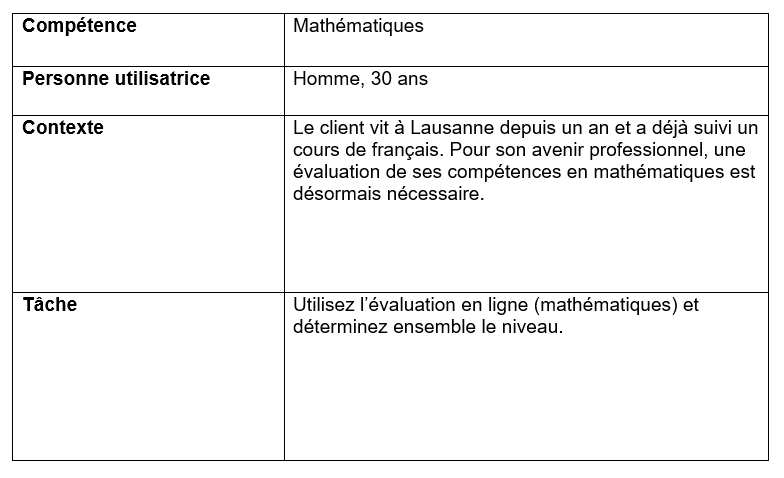 Compétence
Mathématiques
Personne utilisatrice
Homme, 30 ans
Contexte
Le client vit à Lausanne depuis un an et a déjà suivi un
cours de français. Pour son avenir professionnel, une
évaluation de ses compétences en mathématiques est
désormais nécessaire.
Tâche
Utilisez l’évaluation en ligne (mathématiques) et
déterminez ensemble le niveau.